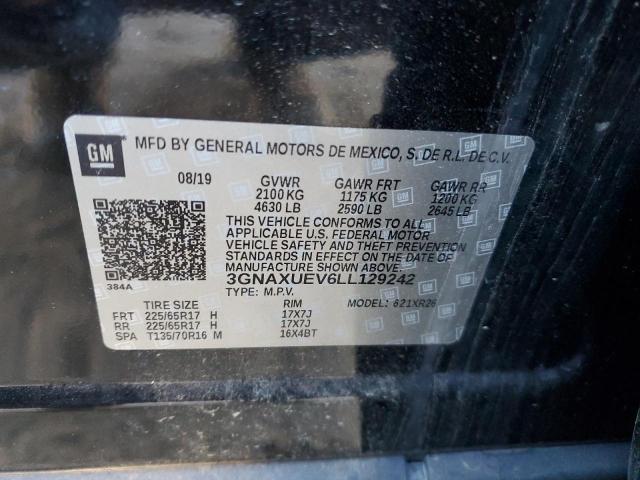 GM MFD BY GENERAL MOTORS DE MEXICO, S. DE R.L. DE C.V.
08/19 GVWR GAWR FRT GAWR RR
2100 KG 1175 KG 1200 KG
4630 LB 2590 LB 2645 LB
THIS VEHICLE CONFORMS TO ALL
APPLICABLE U.S. FEDERAL MOTOR
VEHICLE SAFETY AND THEFT PREVENTION
STANDARDS IN EFFECT ON THE DATE OF
MANUFACTURE SHOWN ABOVE.
384A 3GNAXUEV6LL129242
TYPE: M.P.V. MODEL: 621XR26
TIRE SIZE RIM
FRT 225/65R17 H 17X7J
RR 225/65R17 H 17X7J
SPA T135/70R16 M 16X4BT